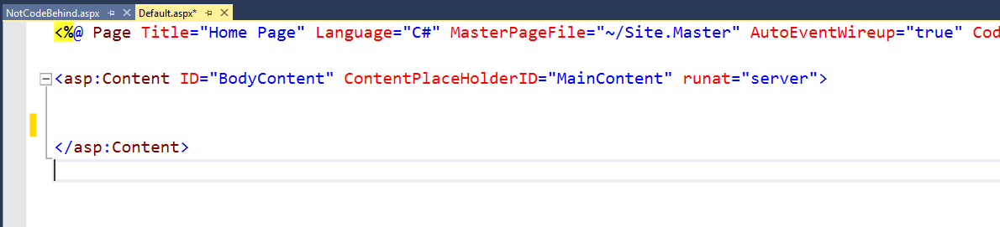 NotCodeBehind.aspx Default.aspx*
<%@ Page Title="Home Page" Language="C#" MasterPageFile="~/Site.Master" AutoEventWireup="true" Cod
<asp:Content ID="BodyContent" ContentPlaceHolderID="MainContent" runat="server">
</asp:Content>